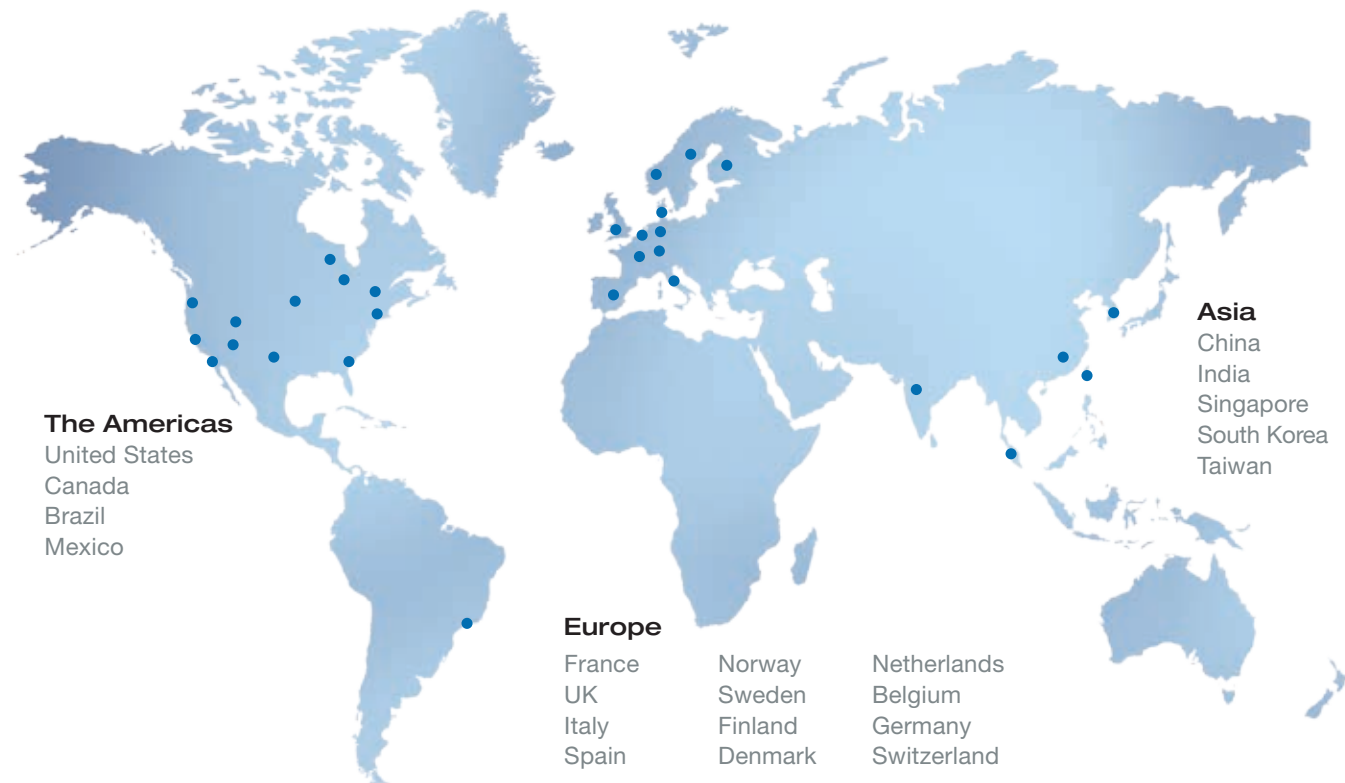 The Americas
United States
Canada
Brazil
Mexico
Asia
China
India
Singapore
South Korea
Taiwan
Europe
France
UK
Italy
Spain
Norway
Sweden
Finland
Denmark
Netherlands
Belgium
Germany
Switzerland